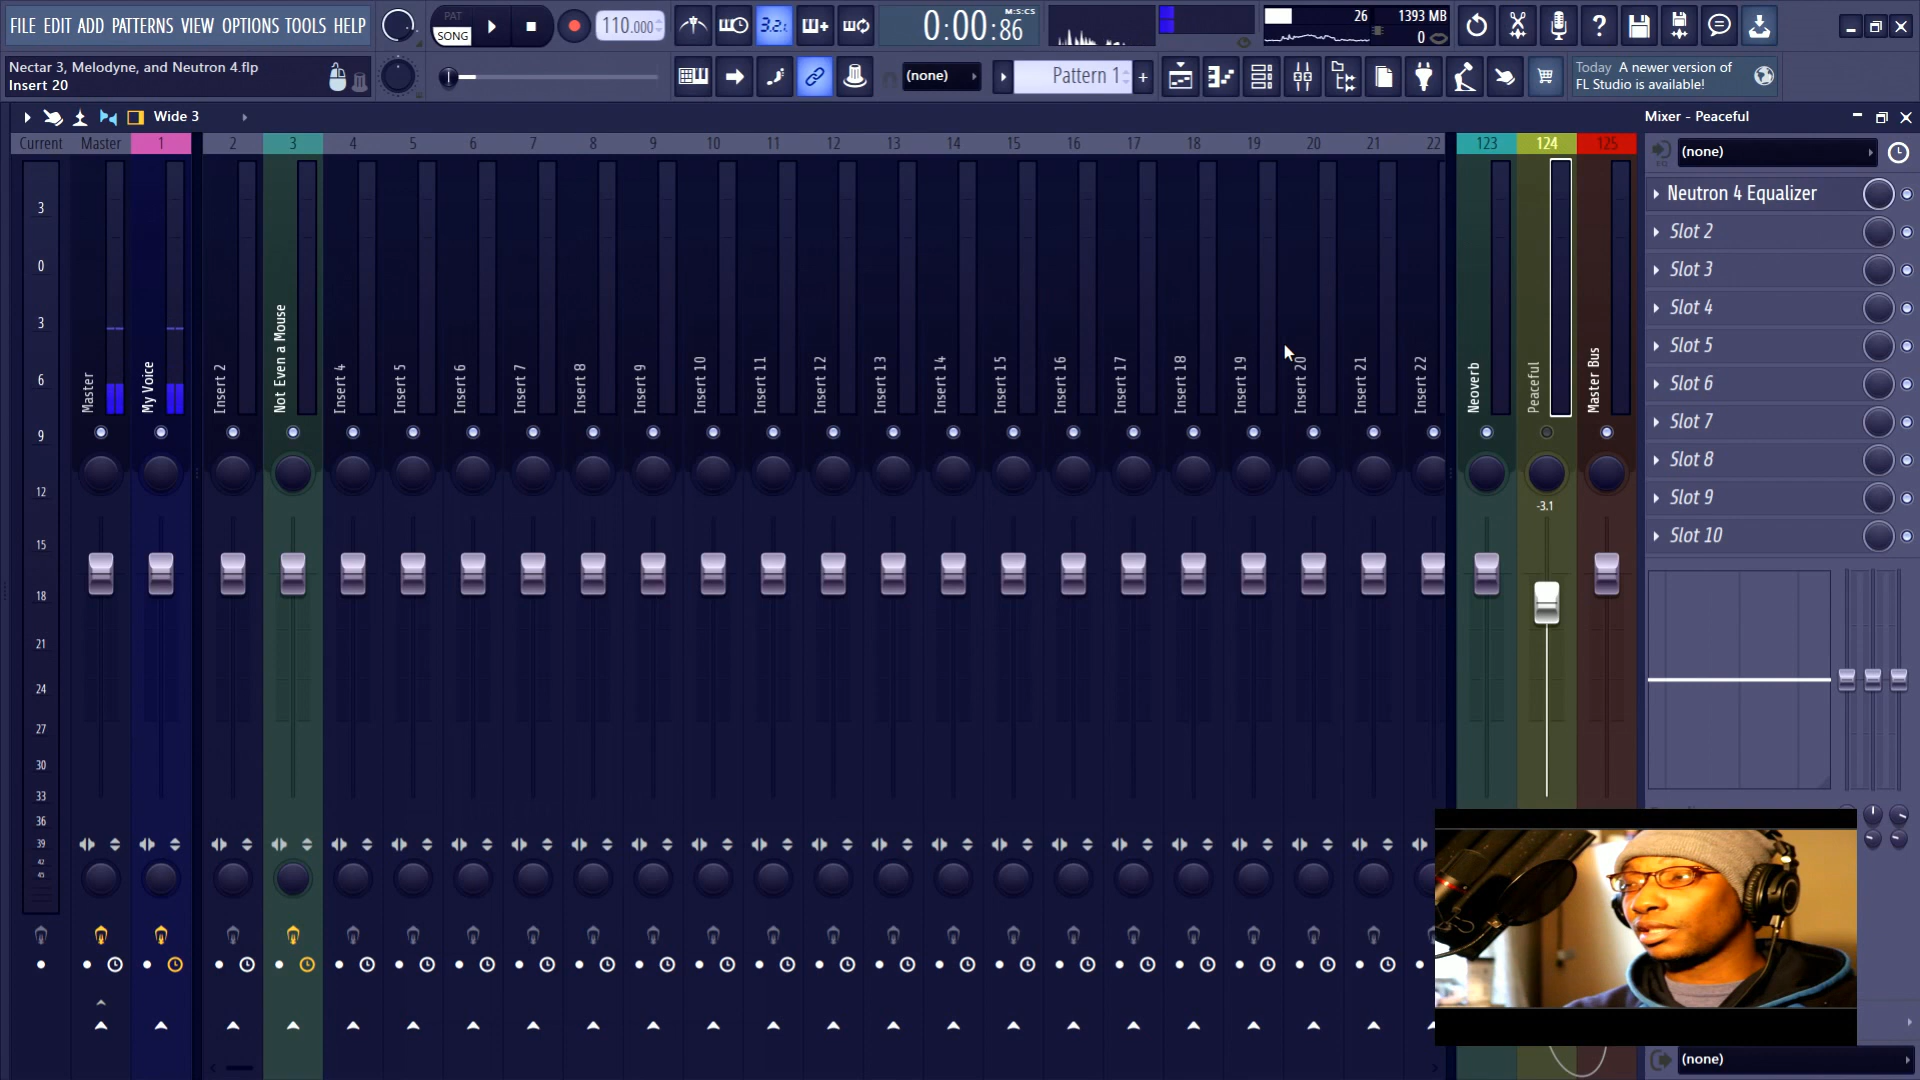 FILE EDIT ADD PATTERNS VIEW OPTIONS TOOLS HELP
PAT
SONG
110.000
3.2.
0:00:86
M:S:CS
26
1393 MB
0
Nectar 3, Melodyne, and Neutron 4.flp
Insert 20
(none)
Pattern 1
+
Today A newer version of
FL Studio is available!
Wide 3
Mixer - Peaceful
Current Master 1 2 3 4 5 6 7 8 9 10 11 12 13 14 15 16 17 18 19 20 21 22 123 124 125
(none)
Neutron 4 Equalizer
Slot 2
Slot 3
Slot 4
Slot 5
Slot 6
Slot 7
Slot 8
Slot 9
Slot 10
3
0
3
6
9
12
15
18
21
24
27
30
33
36
39
42
45
Master
My Voice
Insert 2
Not Even a Mouse
Insert 4
Insert 5
Insert 6
Insert 7
Insert 8
Insert 9
Insert 10
Insert 11
Insert 12
Insert 13
Insert 14
Insert 15
Insert 16
Insert 17
Insert 18
Insert 19
Insert 20
Insert 21
Insert 22
Neoverb
Peaceful
Master Bus
-3.1
(none)